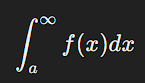 ∫_a^∞ f(x)dx